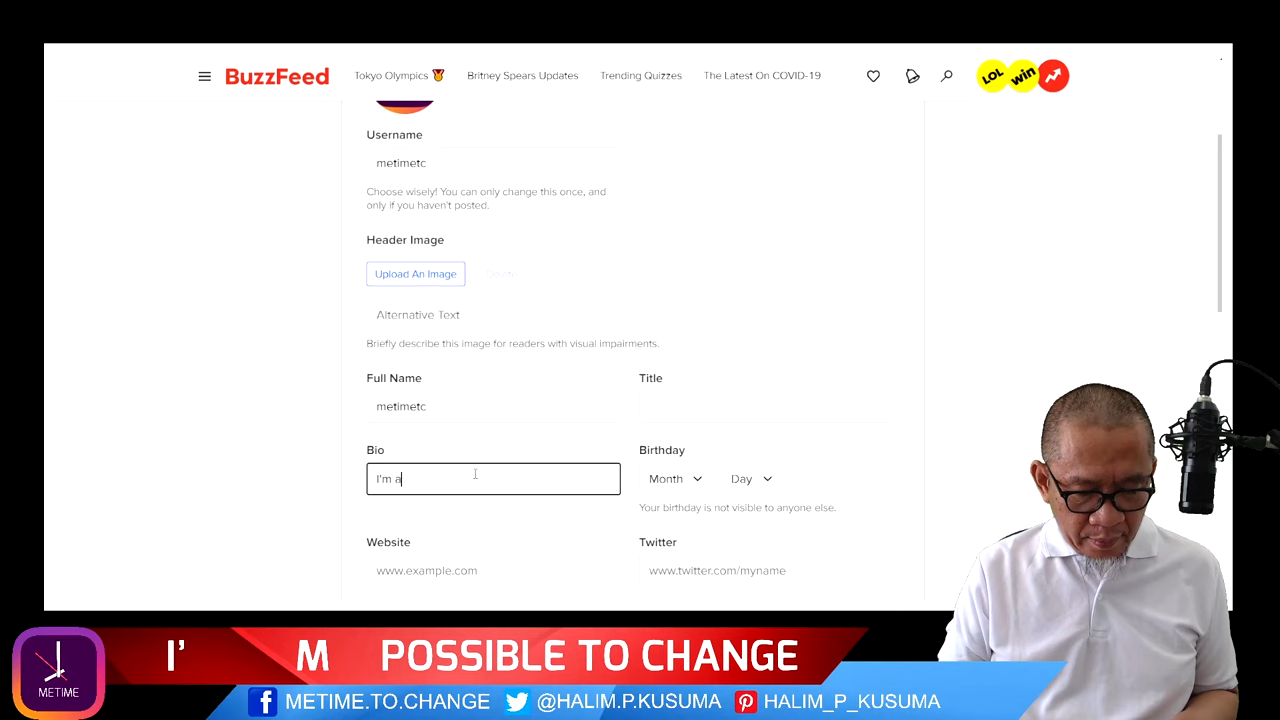 BuzzFeed Tokyo Olympics Britney Spears Updates Trending Quizzes The Latest On COVID-19 LOL win
Username
metimetc
Choose wisely! You can only change this once, and
only if you haven't posted.
Header Image
Upload An Image Delete
Alternative Text
Briefly describe this image for readers with visual impairments.
Full Name Title
metimetc
Bio Birthday
I'm a Month Day
Your birthday is not visible to anyone else.
Website Twitter
www.example.com www.twitter.com/myname
I' M POSSIBLE TO CHANGE
METIME
METIME.TO.CHANGE @HALIM.P.KUSUMA HALIM_P_KUSUMA